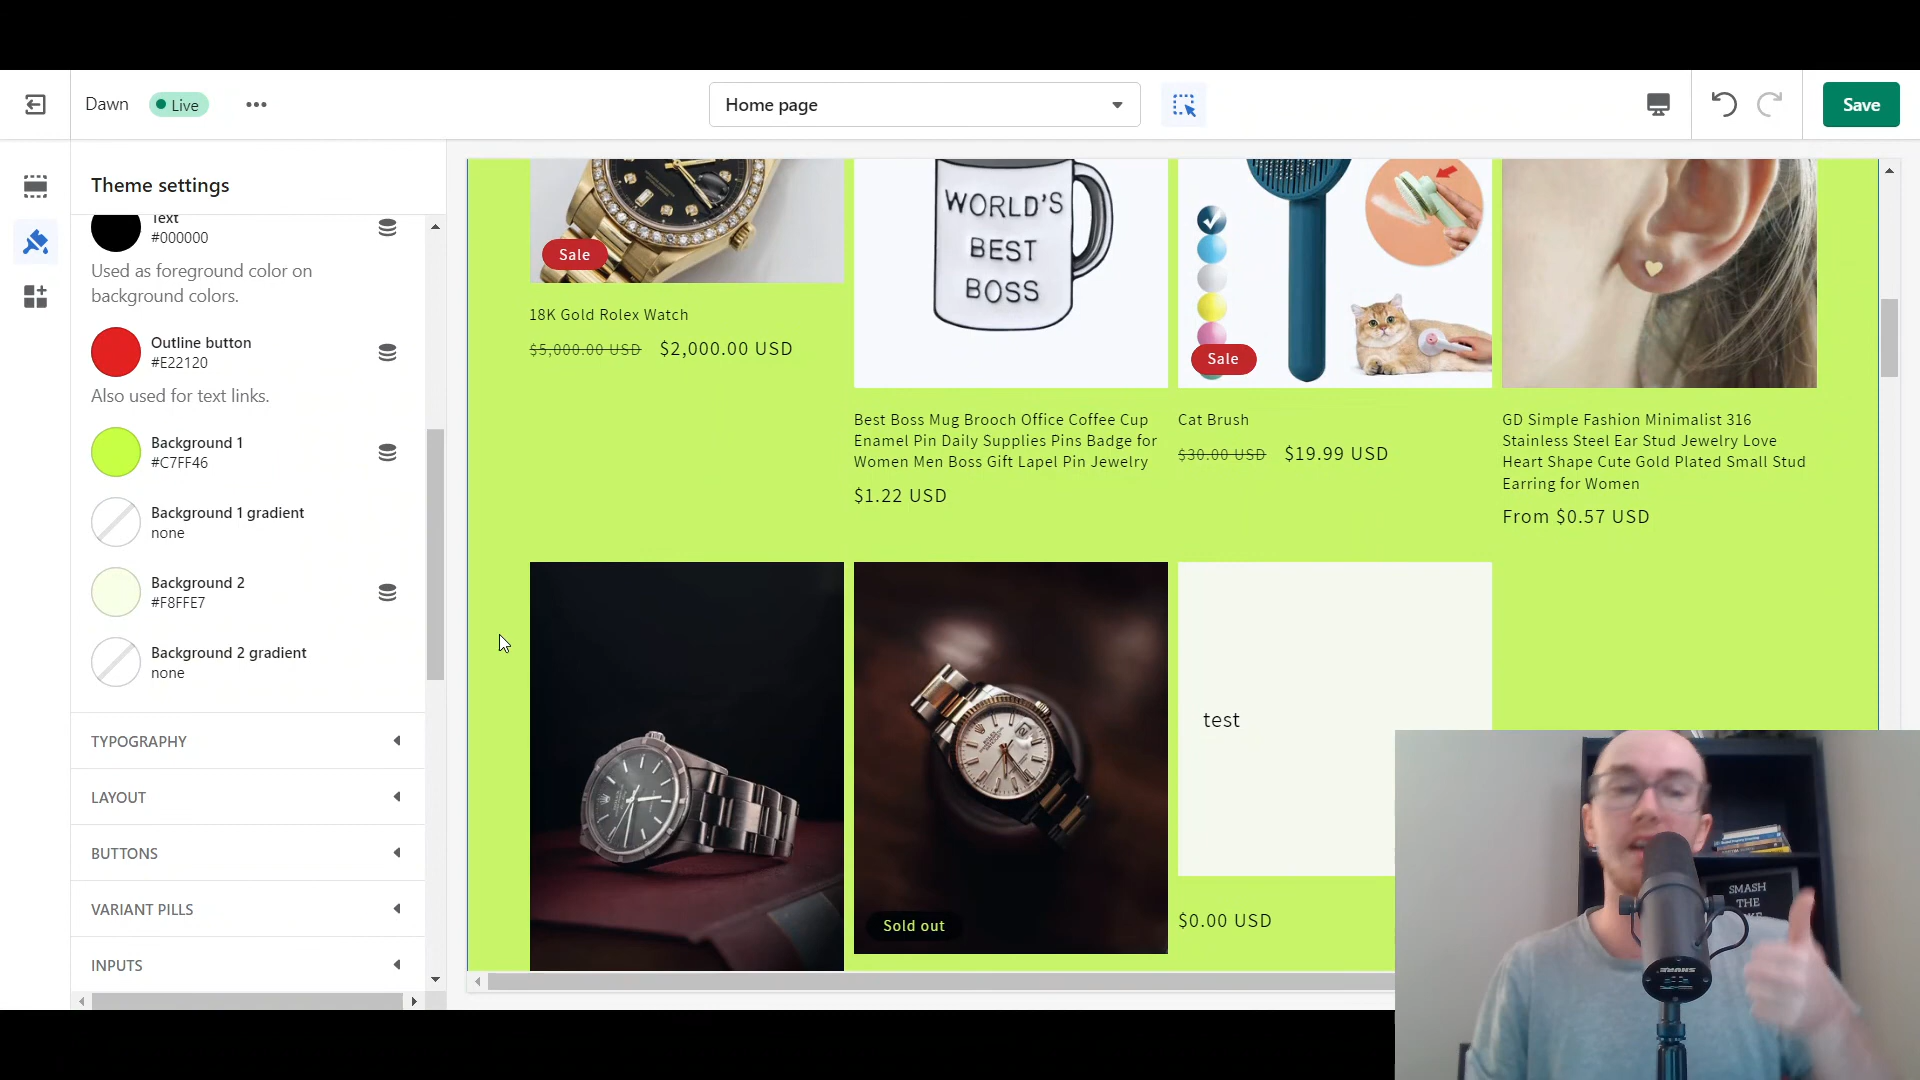 Dawn
Live
Home page
Save
Theme settings
Text
#000000
Used as foreground color on
background colors.
Outline button
#E22120
Also used for text links.
Background 1
#C7FF46
Background 1 gradient
none
Background 2
#F8FFE7
Background 2 gradient
none
TYPOGRAPHY
LAYOUT
BUTTONS
VARIANT PILLS
INPUTS
Sale
18K Gold Rolex Watch
$5,000.00 USD $2,000.00 USD
WORLD'S
BEST
BOSS
Best Boss Mug Brooch Office Coffee Cup
Enamel Pin Daily Supplies Pins Badge for
Women Men Boss Gift Lapel Pin Jewelry
$1.22 USD
Sale
Cat Brush
$30.00 USD $19.99 USD
GD Simple Fashion Minimalist 316
Stainless Steel Ear Stud Jewelry Love
Heart Shape Cute Gold Plated Small Stud
Earring for Women
From $0.57 USD
Sold out
test
$0.00 USD
SMASH
THE
SHURE